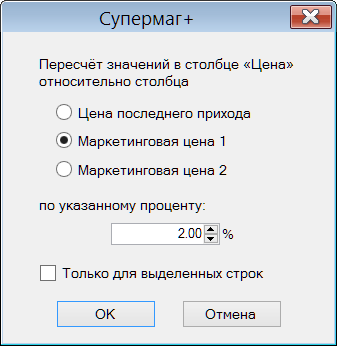 Супермаг+
Пересчёт значений в столбце «Цена»
относительно столбца
Цена последнего прихода
Маркетинговая цена 1
Маркетинговая цена 2
по указанному проценту:
2.00 %
Только для выделенных строк
OK
Отмена